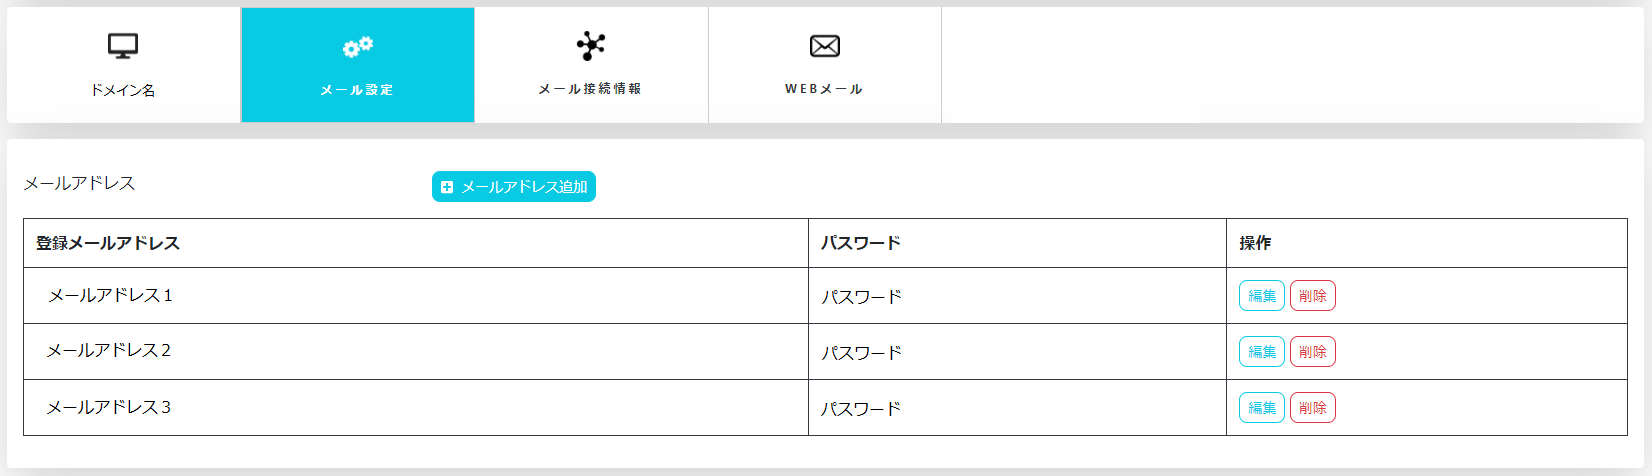 ドメイン名
メール設定
メール接続情報
WEBメール
メールアドレス
メールアドレス追加
登録メールアドレス パスワード 操作
メールアドレス１ パスワード 編集 削除
メールアドレス２ パスワード 編集 削除
メールアドレス３ パスワード 編集 削除